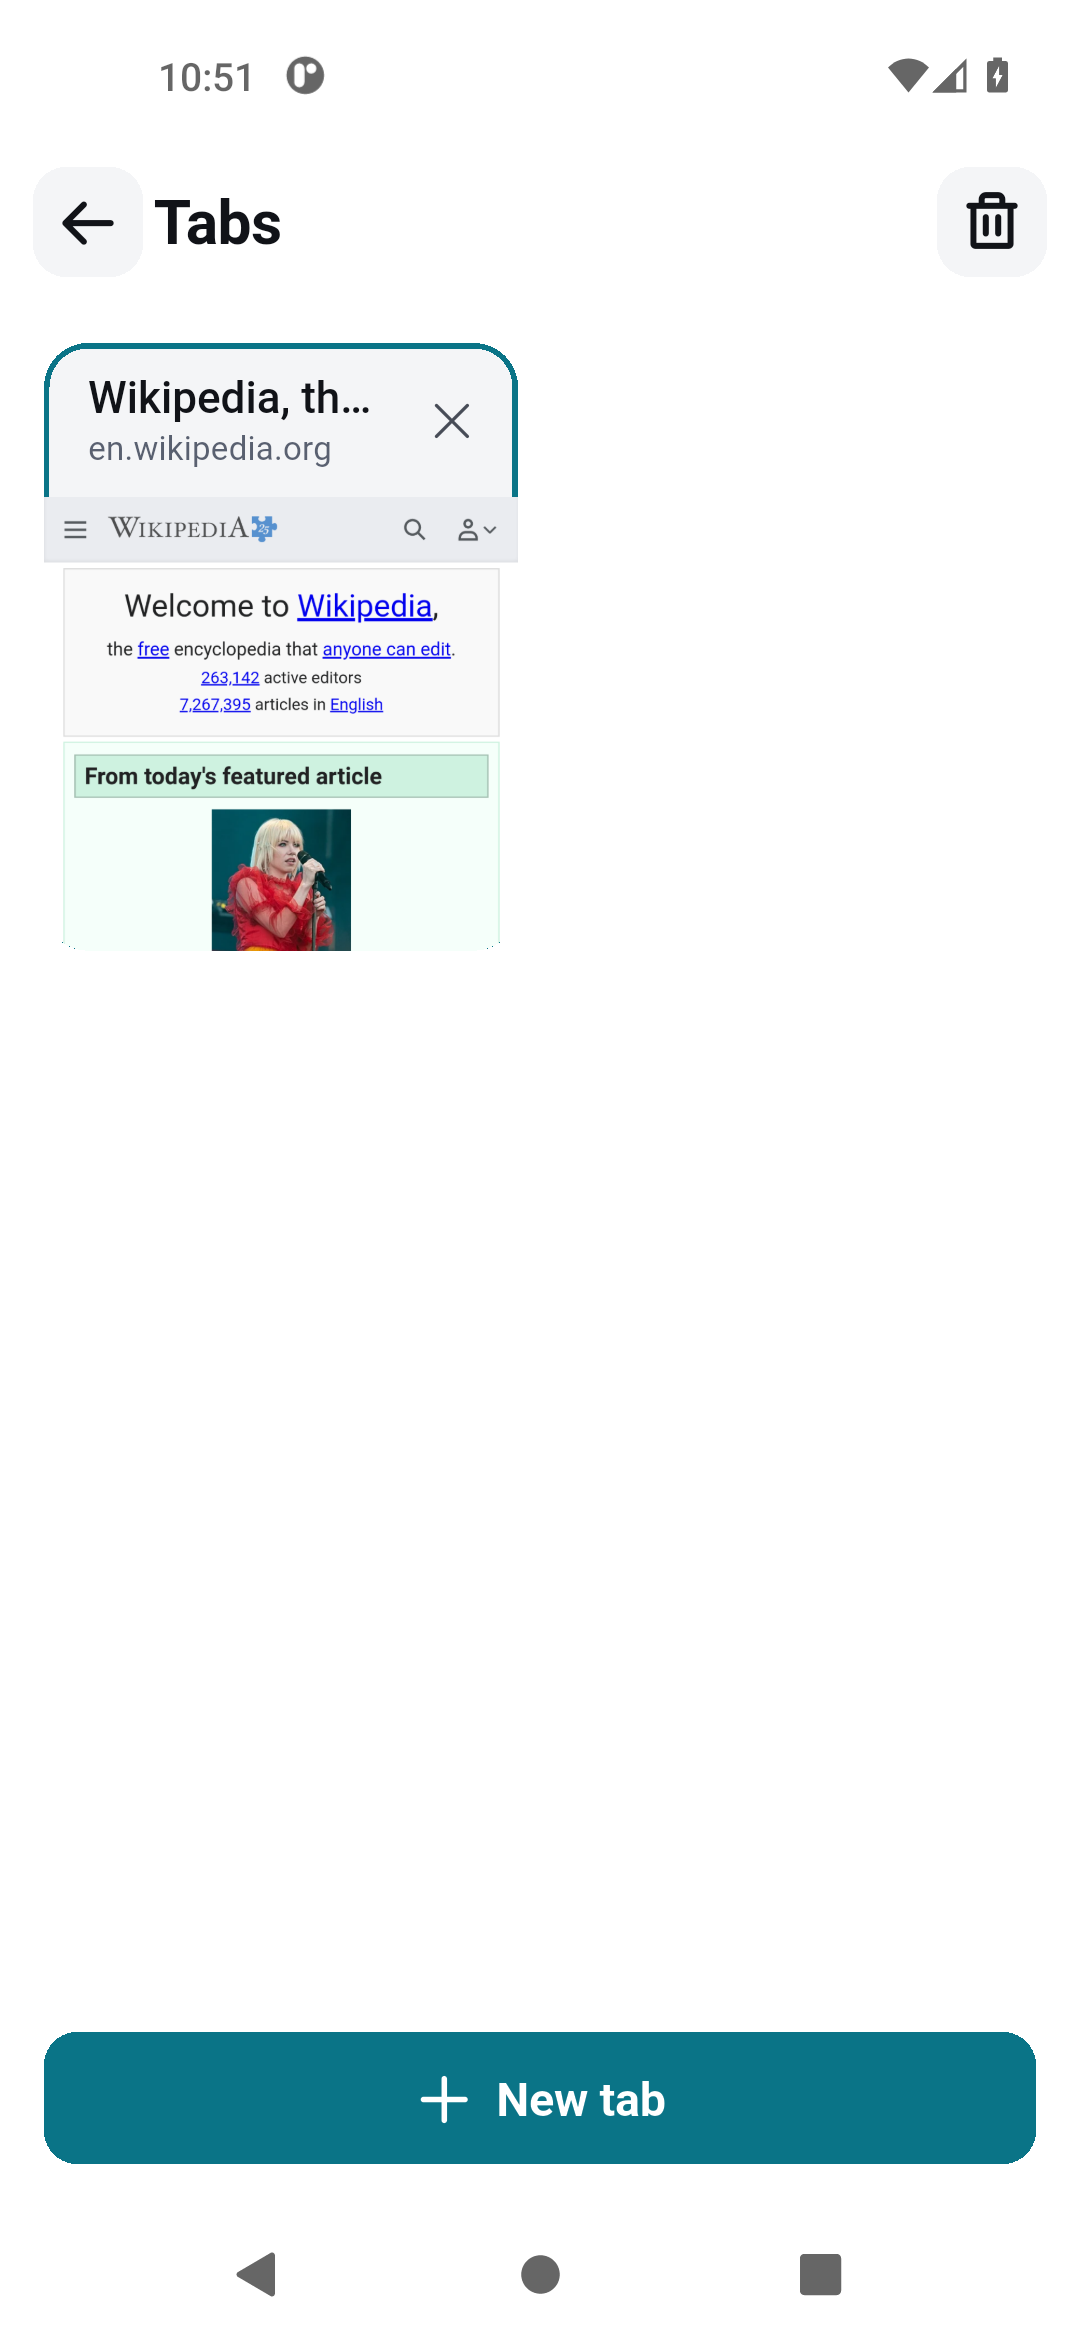 10:51
Tabs
Wikipedia, th...
en.wikipedia.org
WIKIPEDIA 25
Welcome to Wikipedia,
the free encyclopedia that anyone can edit.
263,142 active editors
7,267,395 articles in English
From today's featured article
New tab